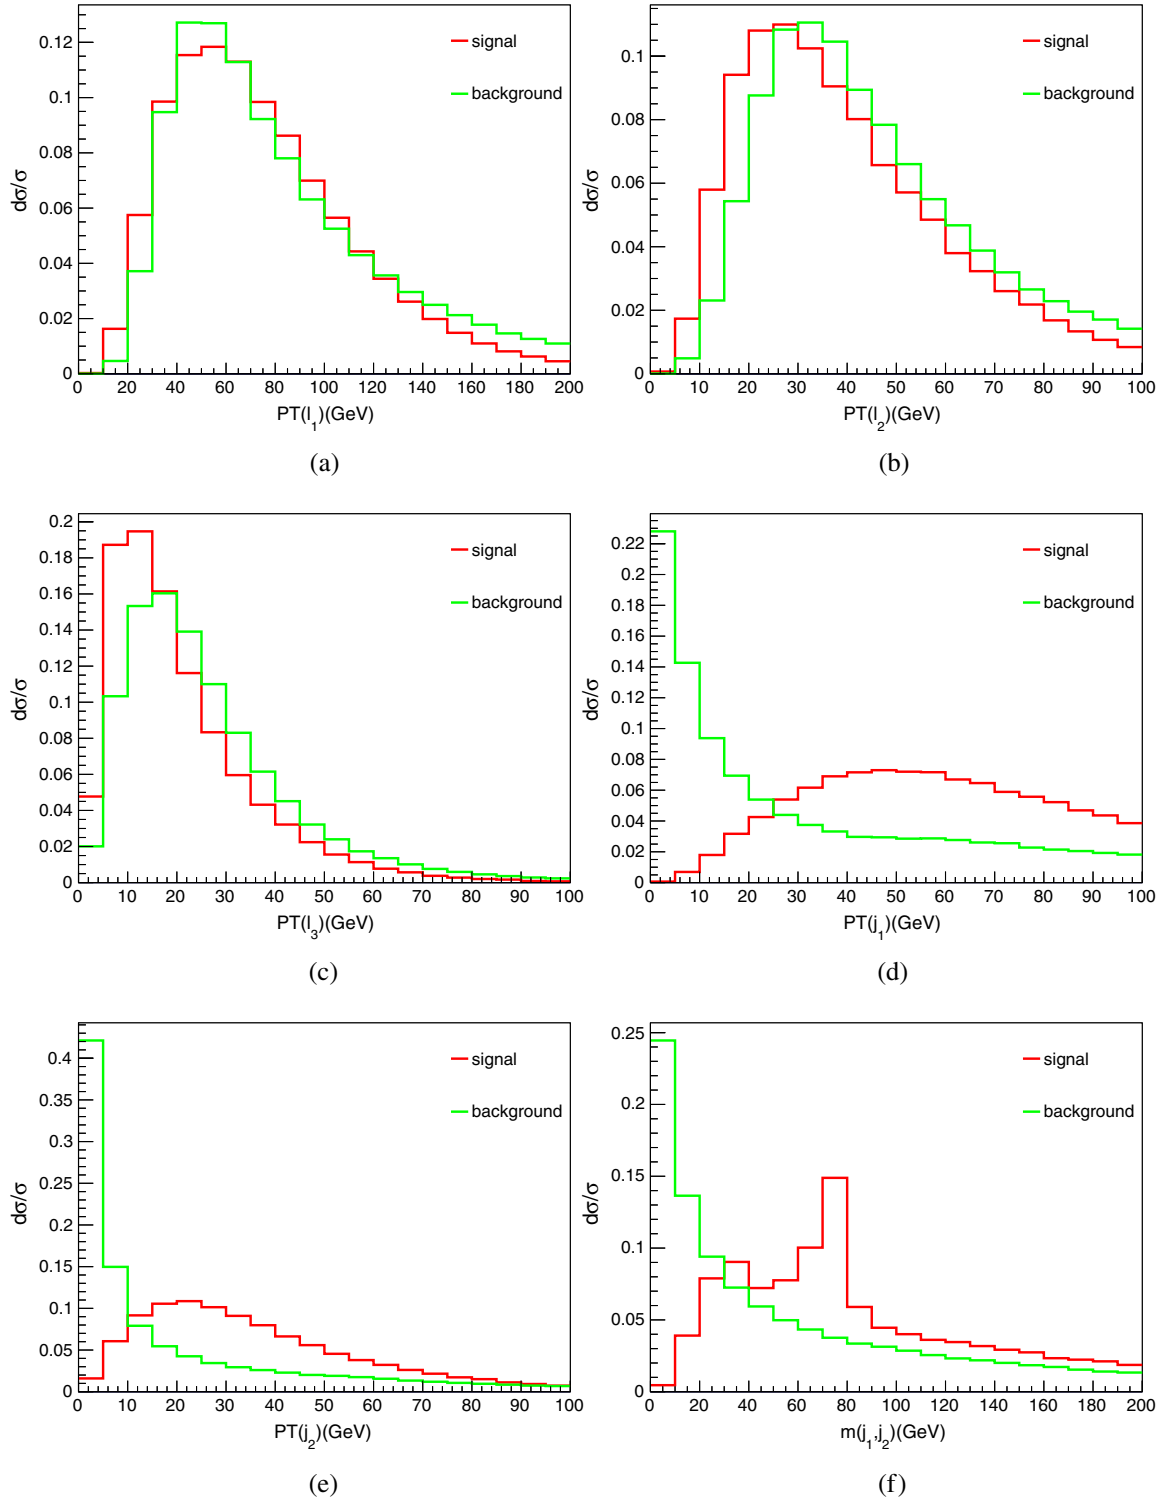 0.12
0.1
0.08
0.06
0.04
0.02
0
dσ/σ
signal
background
0 20 40 60 80 100 120 140 160 180 200
PT(l1)(GeV)
(a)
0.1
0.08
0.06
0.04
0.02
0
dσ/σ
signal
background
0 10 20 30 40 50 60 70 80 90 100
PT(l2)(GeV)
(b)
0.2
0.18
0.16
0.14
0.12
0.1
0.08
0.06
0.04
0.02
0
dσ/σ
signal
background
0 10 20 30 40 50 60 70 80 90 100
PT(l3)(GeV)
(c)
0.22
0.2
0.18
0.16
0.14
0.12
0.1
0.08
0.06
0.04
0.02
0
dσ/σ
signal
background
0 10 20 30 40 50 60 70 80 90 100
PT(j1)(GeV)
(d)
0.4
0.35
0.3
0.25
0.2
0.15
0.1
0.05
0
dσ/σ
signal
background
0 10 20 30 40 50 60 70 80 90 100
PT(j2)(GeV)
(e)
0.25
0.2
0.15
0.1
0.05
0
dσ/σ
signal
background
0 20 40 60 80 100 120 140 160 180 200
m(j1,j2)(GeV)
(f)